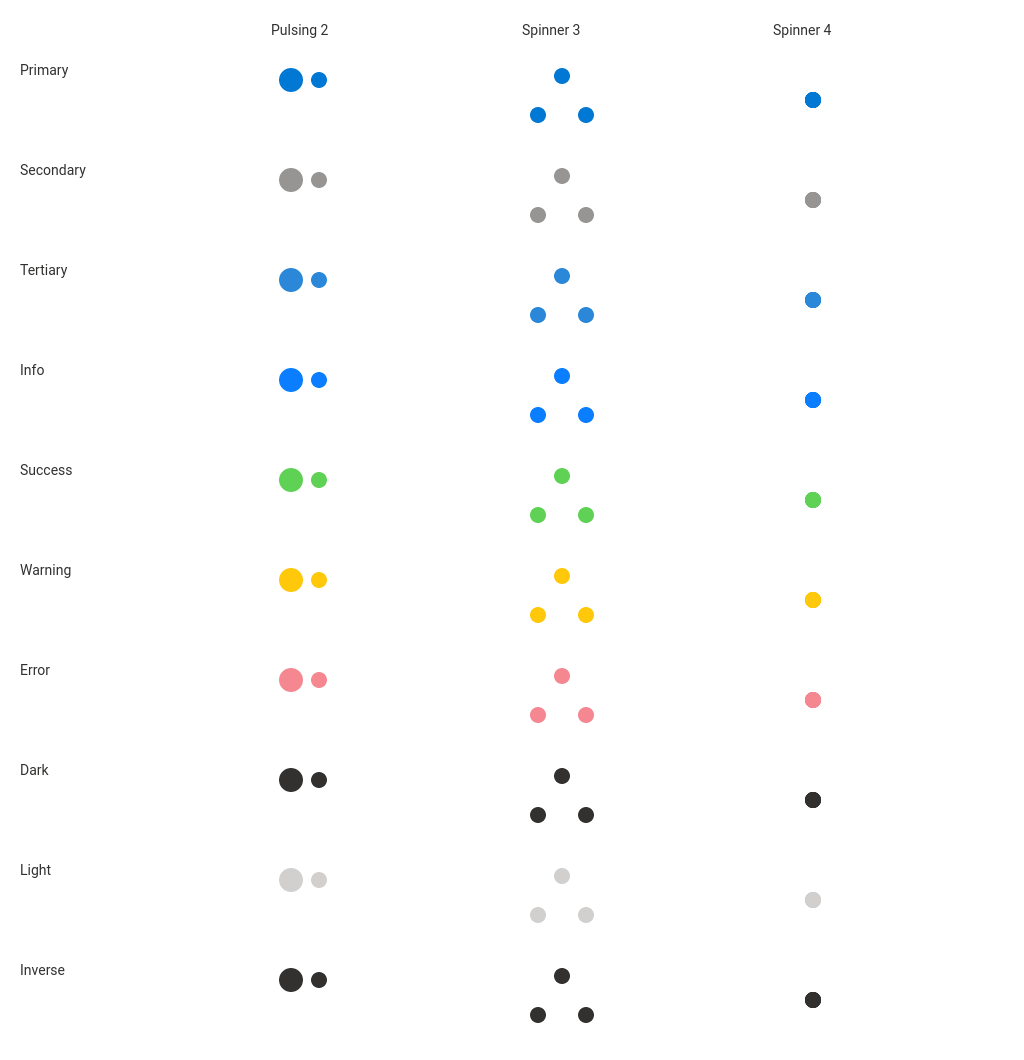 Pulsing 2 Spinner 3 Spinner 4
Primary
Secondary
Tertiary
Info
Success
Warning
Error
Dark
Light
Inverse